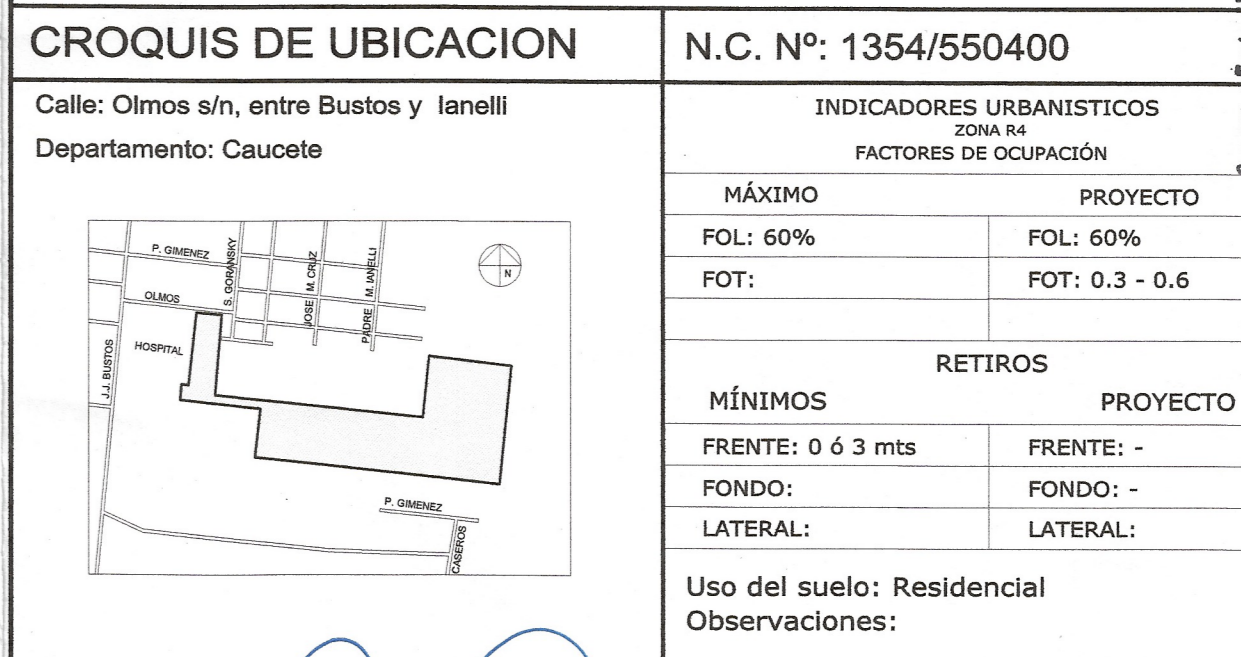 CROQUIS DE UBICACION
Calle: Olmos s/n, entre Bustos y Ianelli
Departamento: Caucete
P. GIMENEZ
S. GORANSKY
JOSE M. CRUZ
PADRE M. IANELLI
N
OLMOS
HOSPITAL
J.J. BUSTOS
P. GIMENEZ
CASEROS
N.C. Nº: 1354/550400
INDICADORES URBANISTICOS
ZONA R4
FACTORES DE OCUPACIÓN
MÁXIMO PROYECTO
FOL: 60% FOL: 60%
FOT: FOT: 0.3 - 0.6
RETIROS
MÍNIMOS PROYECTO
FRENTE: 0 ó 3 mts FRENTE: -
FONDO: FONDO: -
LATERAL: LATERAL:
Uso del suelo: Residencial
Observaciones: